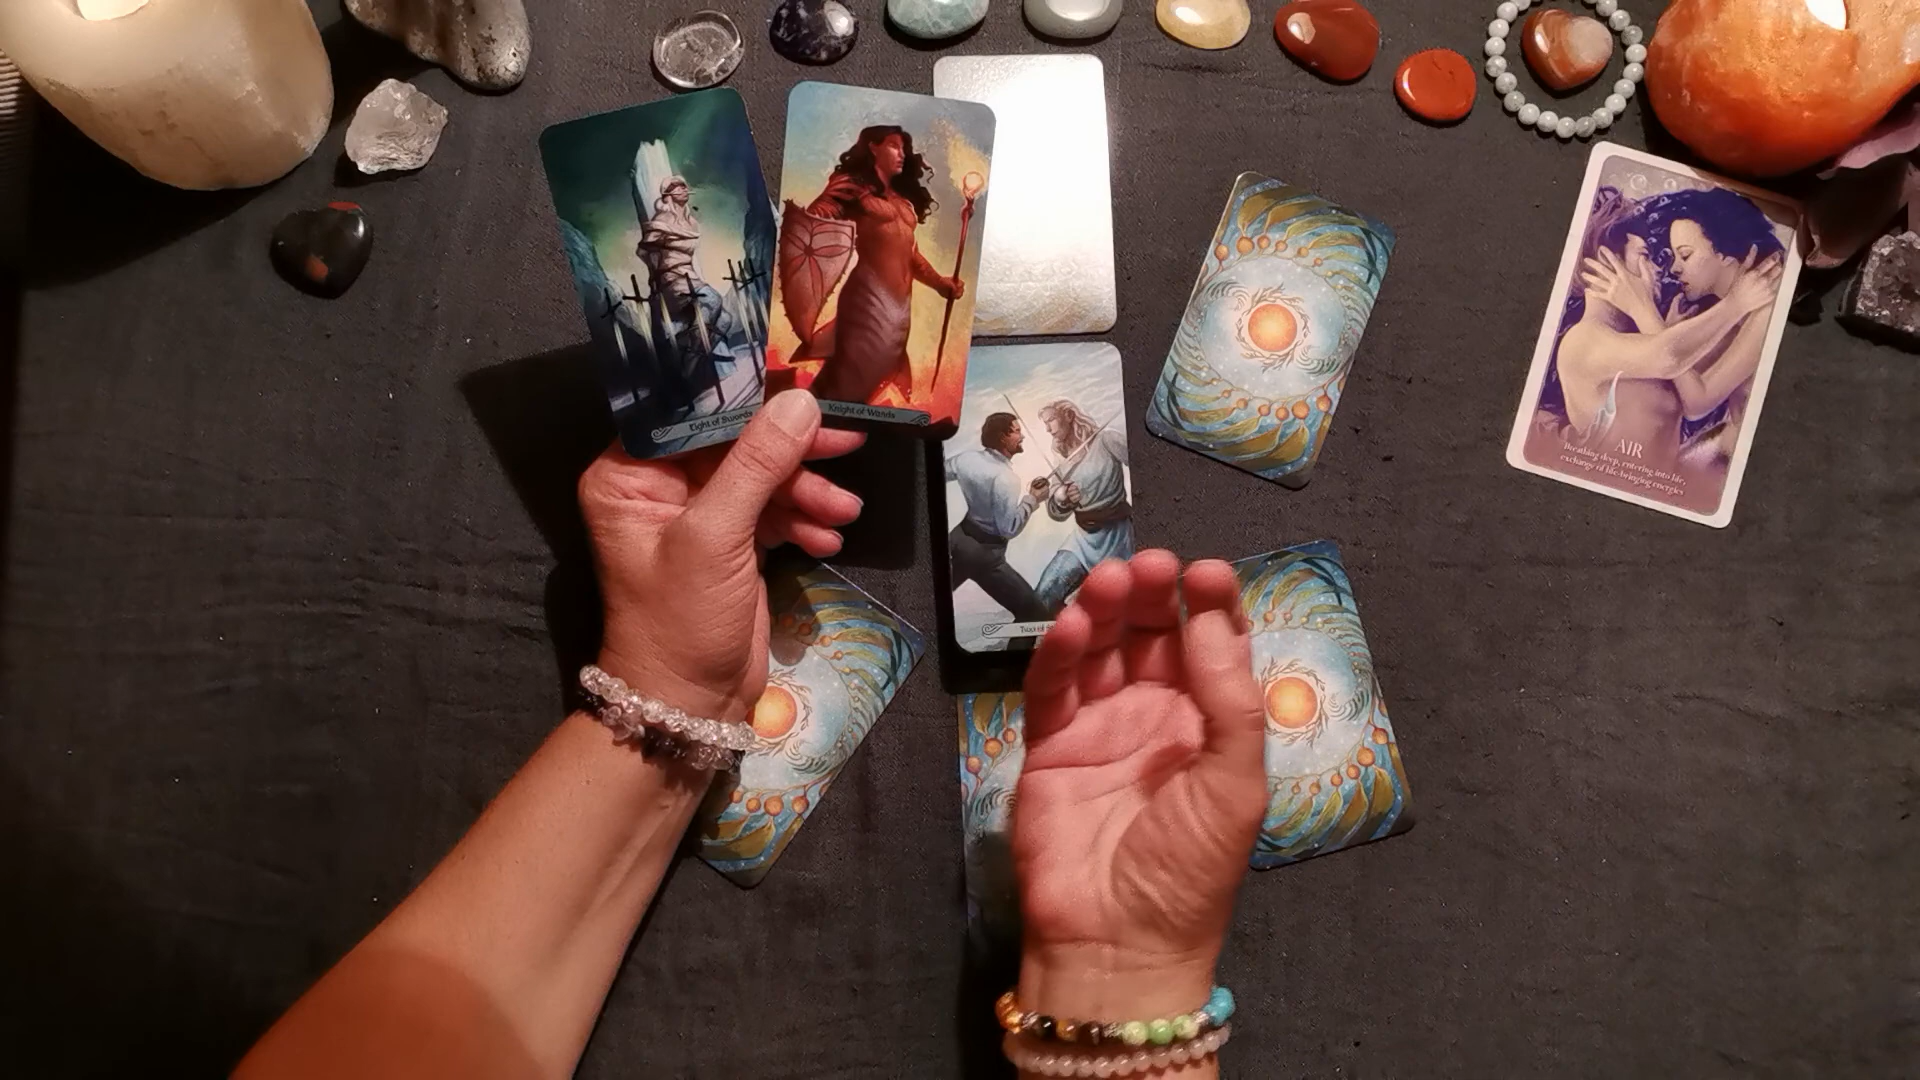 Eight of Swords
Knight of Wands
AIR
Breathing deep, entering into life,
exchange of life-bringing energies